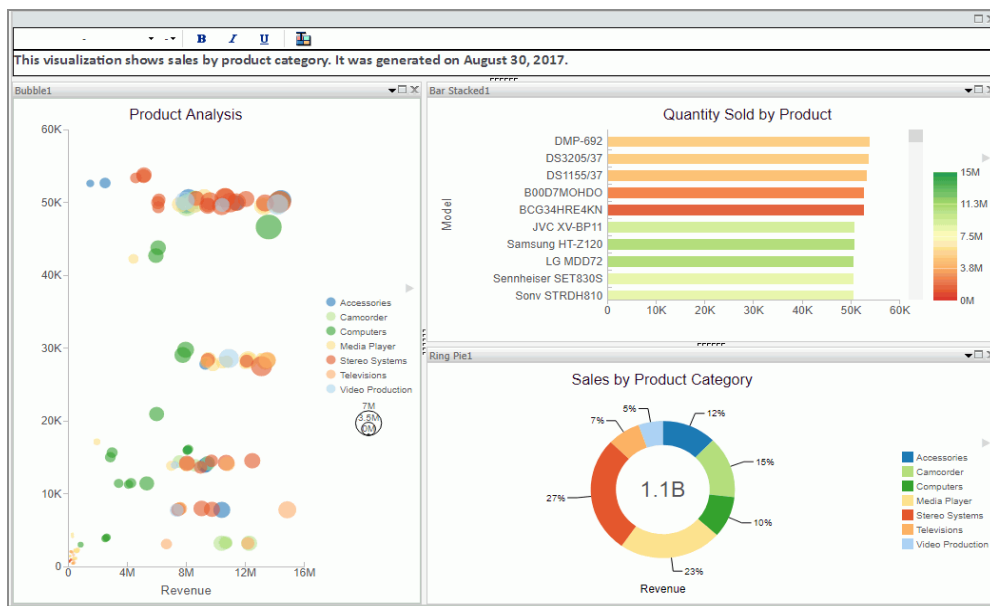 B I U
This visualization shows sales by product category. It was generated on August 30, 2017.
Bubble1
Product Analysis
60K
50K
40K
30K
20K
10K
0
0 4M 8M 12M 16M
Revenue
Accessories
Camcorder
Computers
Media Player
Stereo Systems
Televisions
Video Production
7M
3.5M
0M
Bar Stacked1
Quantity Sold by Product
Model
DMP-692
DS3205/37
DS1155/37
B00D7MOHDO
BCG34HRE4KN
JVC XV-BP11
Samsung HT-Z120
LG MDD72
Sennheiser SET830S
Sony STRDH810
0 10K 20K 30K 40K 50K 60K
15M
11.3M
7.5M
3.8M
0M
Ring Pie1
Sales by Product Category
5%
12%
7%
15%
27%
1.1B
10%
23%
Revenue
Accessories
Camcorder
Computers
Media Player
Stereo Systems
Televisions
Video Production